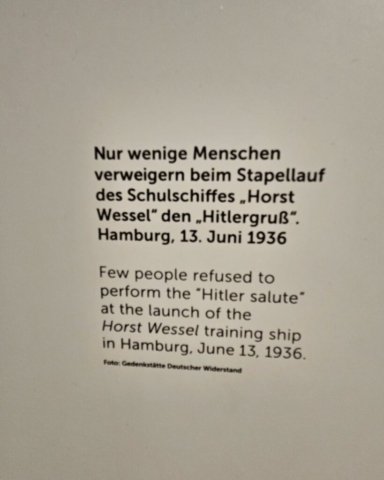 Nur wenige Menschen
verweigern beim Stapellauf
des Schulschiffes „Horst
Wessel“ den „Hitlergruß“.
Hamburg, 13. Juni 1936
Few people refused to
perform the “Hitler salute”
at the launch of the
Horst Wessel training ship
in Hamburg, June 13, 1936.
Foto: Gedenkstätte Deutscher Widerstand